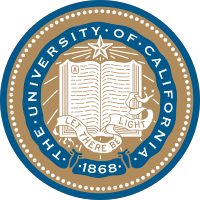 · THE · UNIVERSITY · OF · CALIFORNIA ·
A
LET THERE BE LIGHT
· 1868 ·